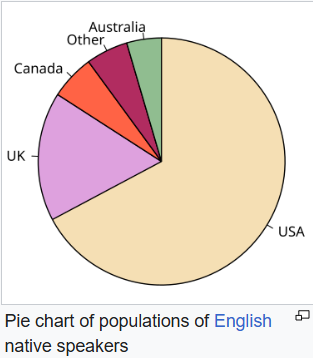 Australia
Other
Canada
UK
USA
Pie chart of populations of English
native speakers